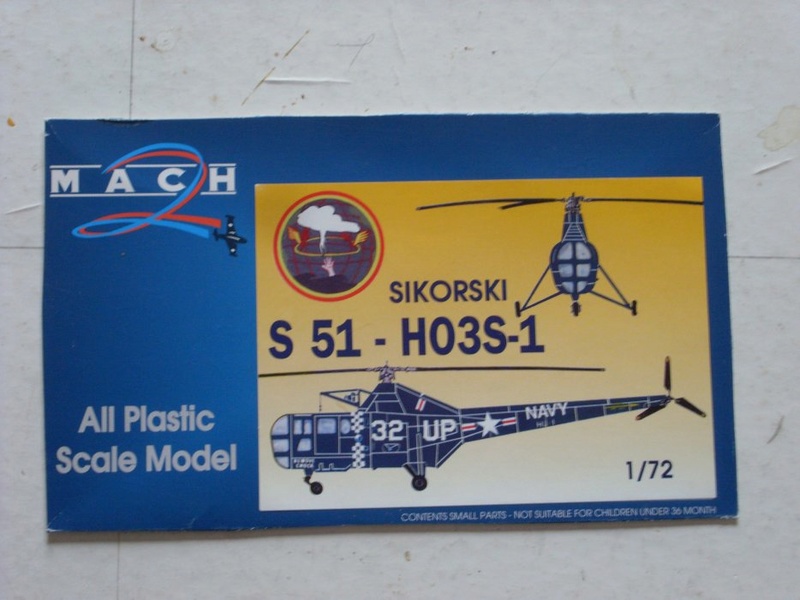 MACH
2
SIKORSKI
S 51 - HO3S-1
32 UP
NAVY
All Plastic
Scale Model
1/72
CONTENTS SMALL PARTS - NOT SUITABLE FOR CHILDREN UNDER 36 MONTH